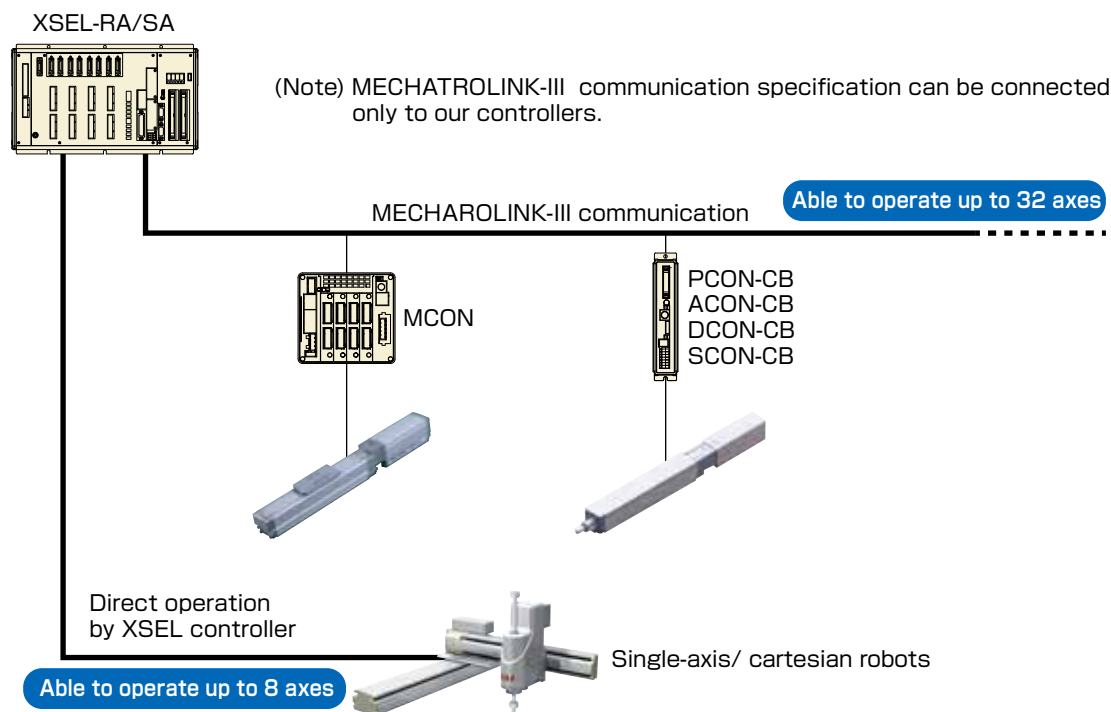 XSEL-RA/SA
(Note) MECHATROLINK-III communication specification can be connected
only to our controllers.
Able to operate up to 32 axes
MECHAROLINK-III communication
MCON
PCON-CB
ACON-CB
DCON-CB
SCON-CB
Direct operation
by XSEL controller
Single-axis/ cartesian robots
Able to operate up to 8 axes